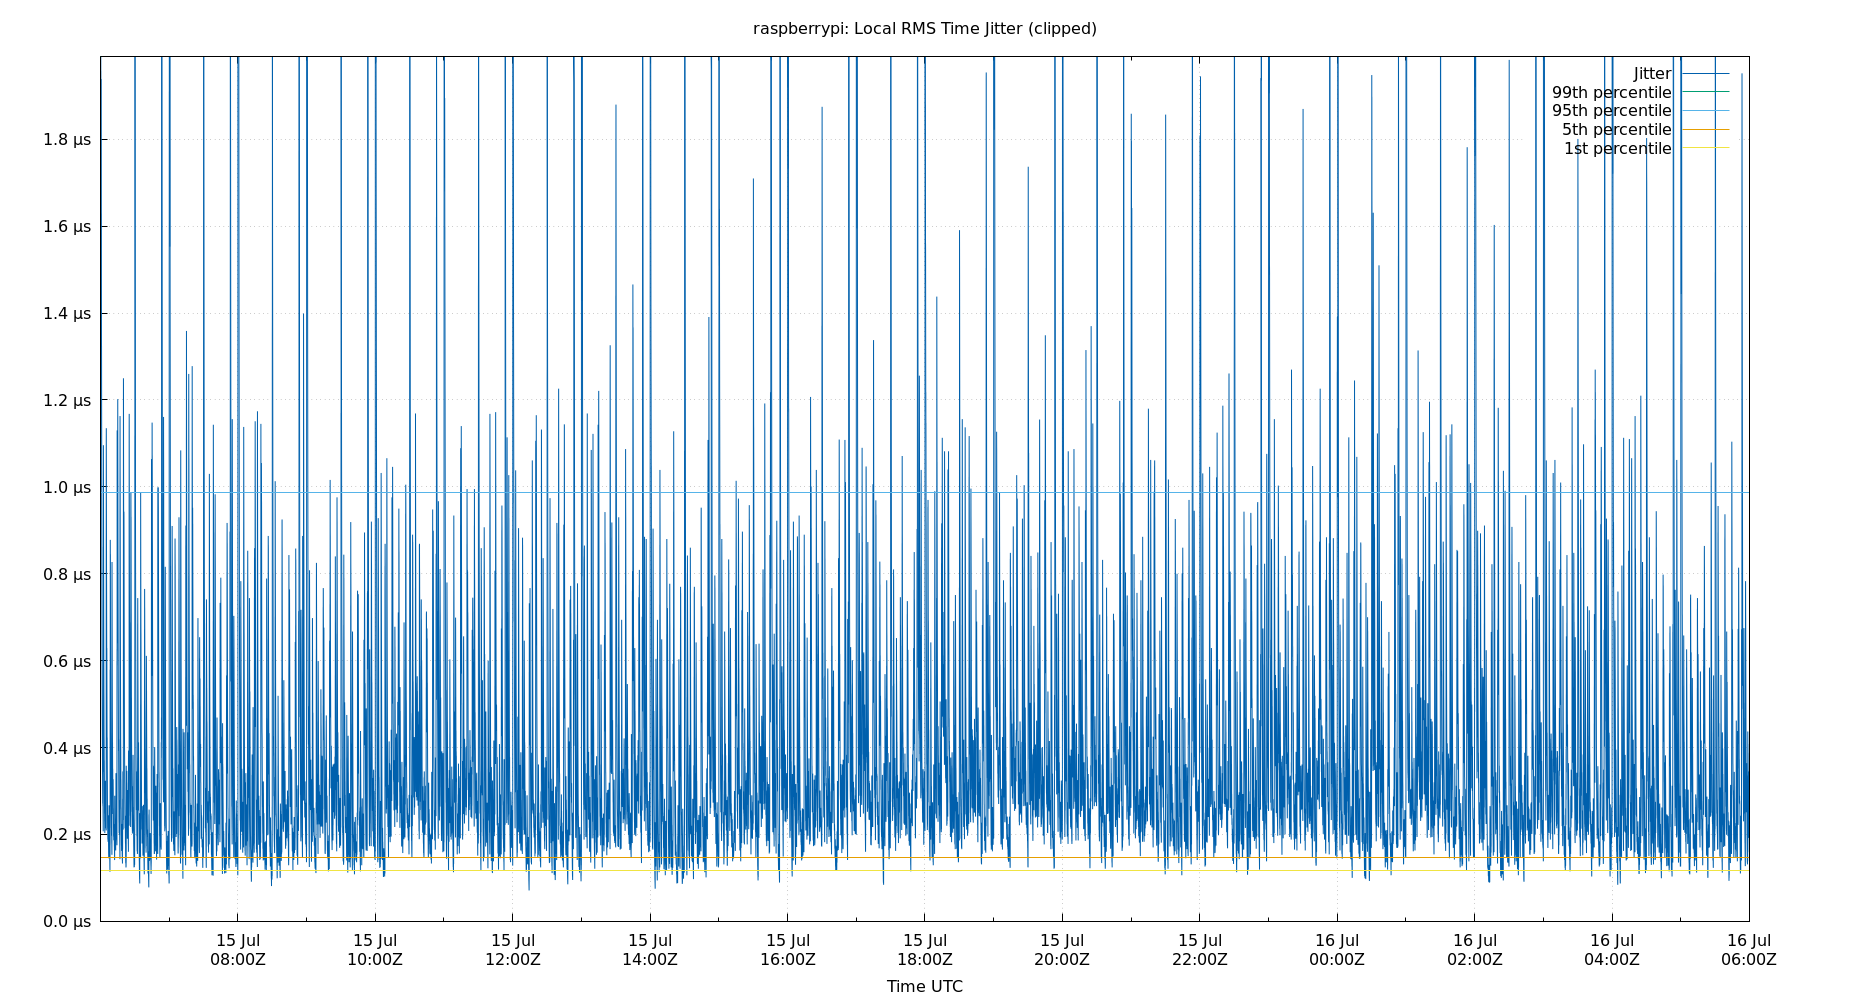 raspberrypi: Local RMS Time Jitter (clipped)
Jitter
99th percentile
95th percentile
5th percentile
1st percentile
1.8 µs
1.6 µs
1.4 µs
1.2 µs
1.0 µs
0.8 µs
0.6 µs
0.4 µs
0.2 µs
0.0 µs
15 Jul 15 Jul 15 Jul 15 Jul 15 Jul 15 Jul 15 Jul 15 Jul 16 Jul 16 Jul 16 Jul 16 Jul
08:00Z 10:00Z 12:00Z 14:00Z 16:00Z 18:00Z 20:00Z 22:00Z 00:00Z 02:00Z 04:00Z 06:00Z
Time UTC